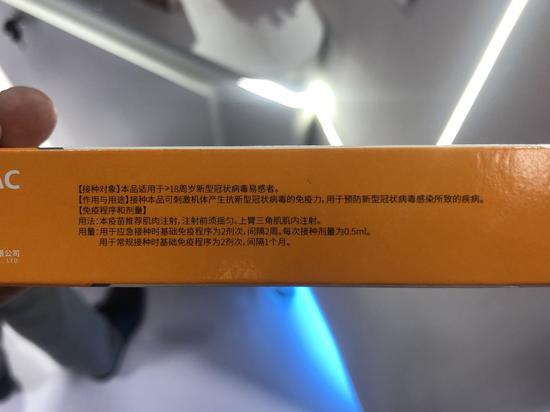 AC
【接种对象】本品适用于≥18周岁新型冠状病毒易感者。
【作用与用途】接种本品可刺激机体产生抗新型冠状病毒的免疫力，用于预防新型冠状病毒感染所致的疾病。
【免疫程序和剂量】
用法：本疫苗推荐肌肉注射，注射前须摇匀。上臂三角肌肌内注射。
用量：用于应急接种时基础免疫程序为2剂次，间隔2周。每次接种剂量为0.5ml。
用于常规接种时基础免疫程序为2剂次，间隔1个月。
限公司
., LTD.